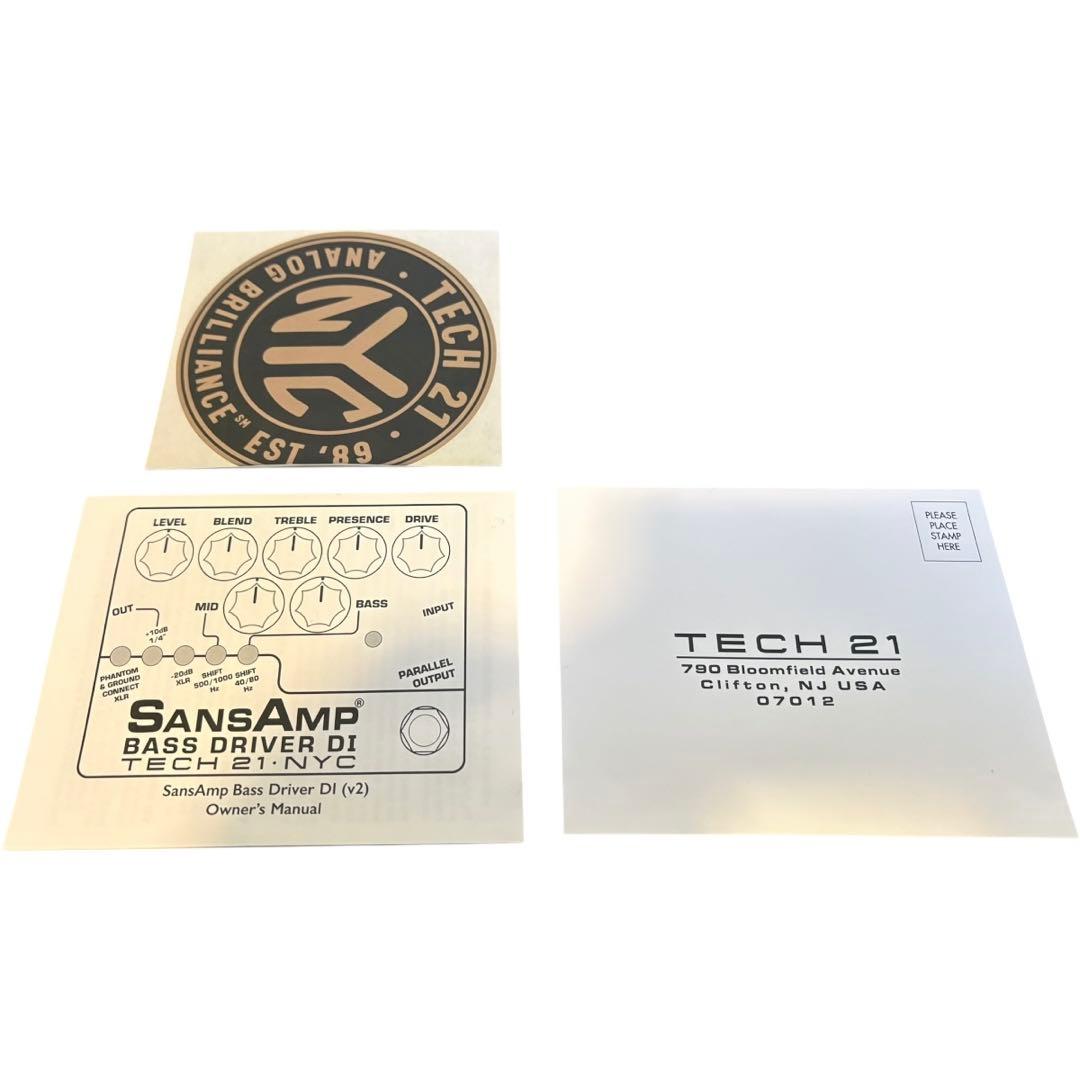 TECH 21
ANALOG BRILLIANCE℠
EST '89
NYC
LEVEL BLEND TREBLE PRESENCE DRIVE
MID BASS
OUT
INPUT
+10dB
1/4"
PHANTOM
& GROUND
CONNECT
XLR
-20dB
XLR
SHIFT
500/1000
Hz
SHIFT
40/80
Hz
PARALLEL
OUTPUT
SANSAMP®
BASS DRIVER DI
TECH 21·NYC
SansAmp Bass Driver DI (v2)
Owner's Manual
PLEASE
PLACE
STAMP
HERE
TECH 21
790 Bloomfield Avenue
Clifton, NJ USA
07012